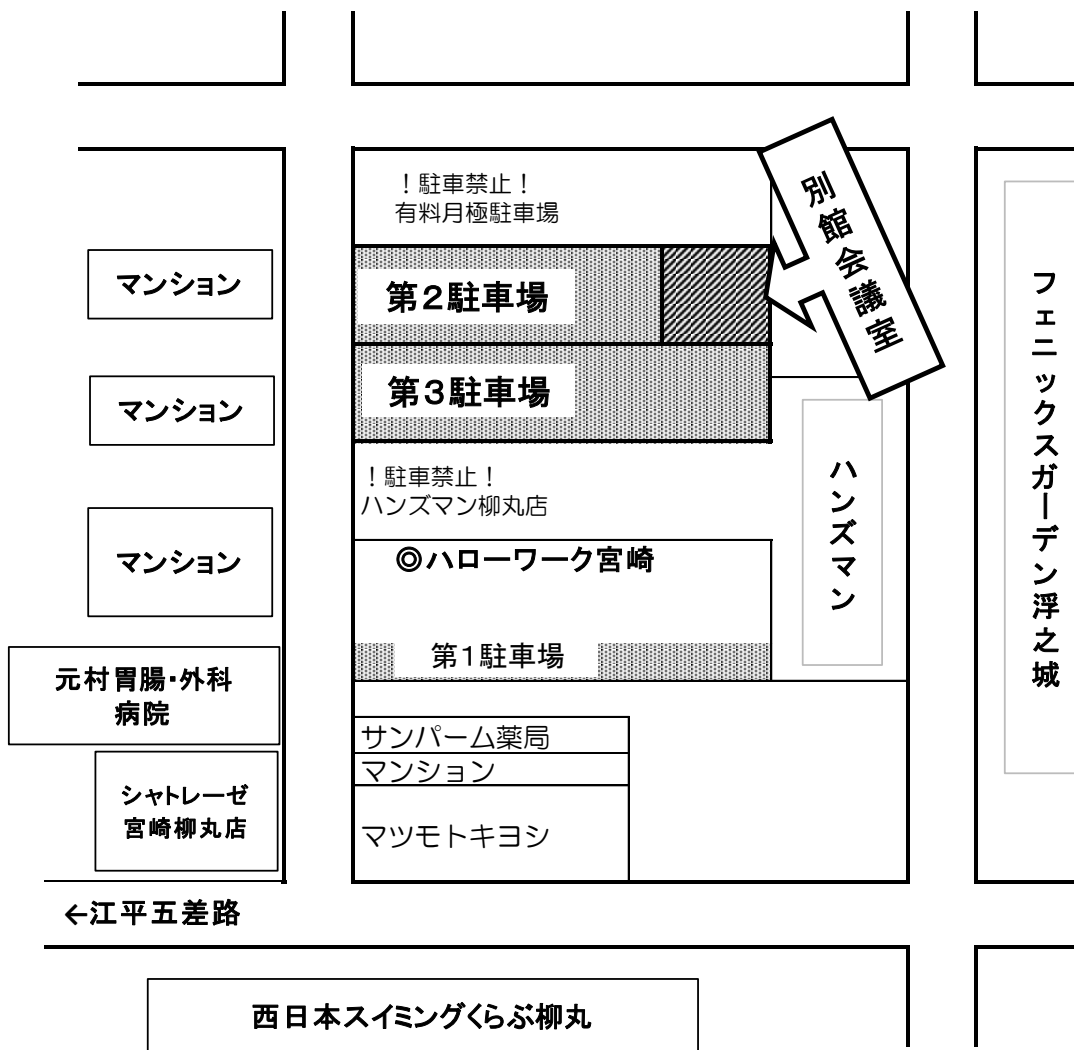 ！駐車禁止！
有料月極駐車場
別館会議室
マンション
第２駐車場
フェニックスガーデン浮之城
マンション
第３駐車場
！駐車禁止！
ハンズマン柳丸店
ハンズマン
マンション
◎ハローワーク宮崎
第１駐車場
元村胃腸・外科
病院
サンパーム薬局
マンション
シャトレーゼ
宮崎柳丸店
マツモトキヨシ
←江平五差路
西日本スイミングくらぶ柳丸